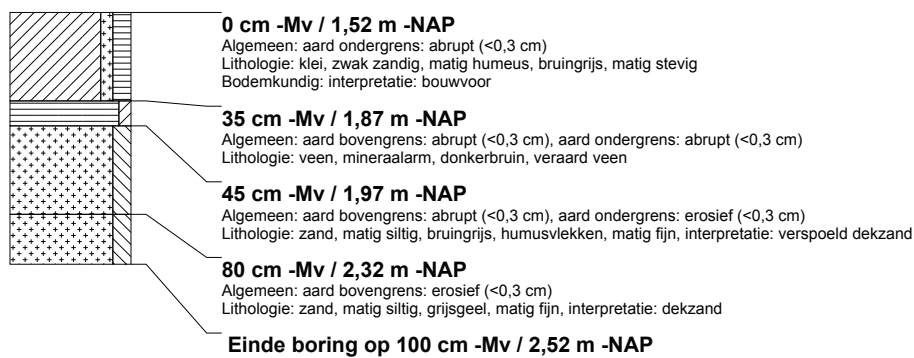 0 cm -Mv / 1,52 m -NAP
Algemeen: aard ondergrens: abrupt (<0,3 cm)
Lithologie: klei, zwak zandig, matig humeus, bruingrijs, matig stevig
Bodemkundig: interpretatie: bouwvoor
35 cm -Mv / 1,87 m -NAP
Algemeen: aard bovengrens: abrupt (<0,3 cm), aard ondergrens: abrupt (<0,3 cm)
Lithologie: veen, mineraalarm, donkerbruin, veraard veen
45 cm -Mv / 1,97 m -NAP
Algemeen: aard bovengrens: abrupt (<0,3 cm), aard ondergrens: erosief (<0,3 cm)
Lithologie: zand, matig siltig, bruingrijs, humusvlekken, matig fijn, interpretatie: verspoeld dekzand
80 cm -Mv / 2,32 m -NAP
Algemeen: aard bovengrens: erosief (<0,3 cm)
Lithologie: zand, matig siltig, grijsgeel, matig fijn, interpretatie: dekzand
Einde boring op 100 cm -Mv / 2,52 m -NAP